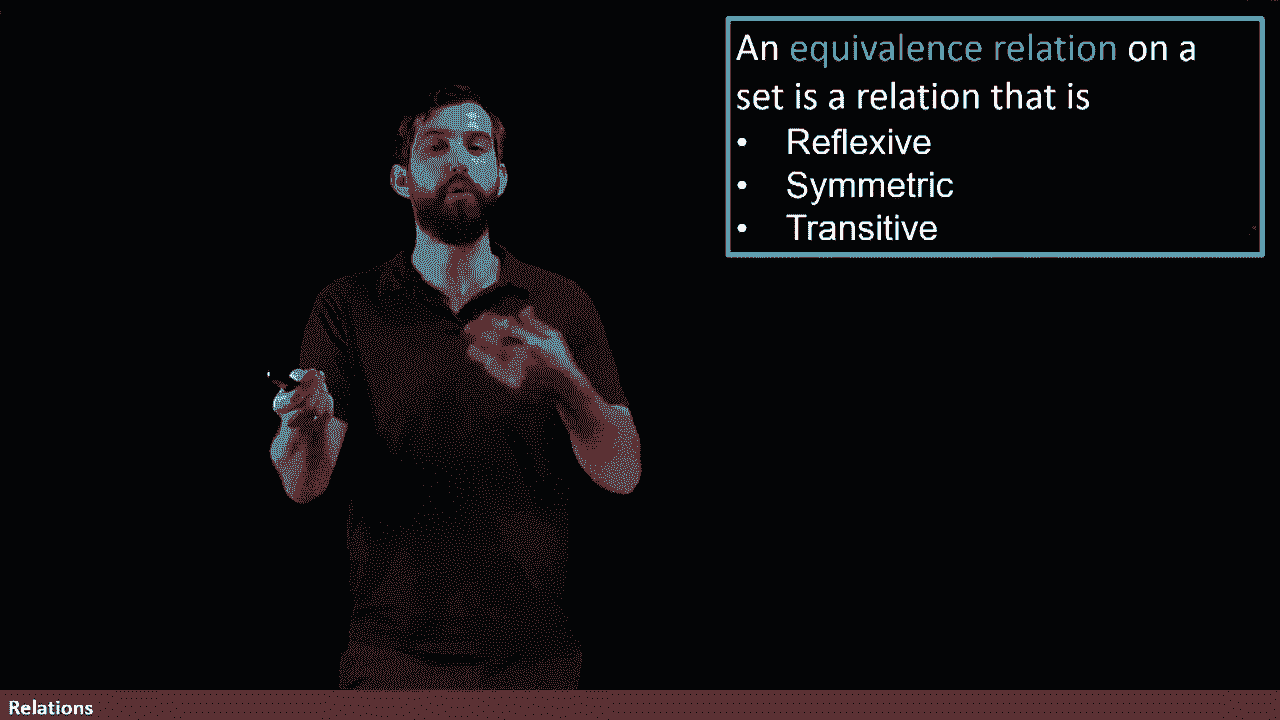 An equivalence relation on a
set is a relation that is
• Reflexive
• Symmetric
• Transitive
Relations